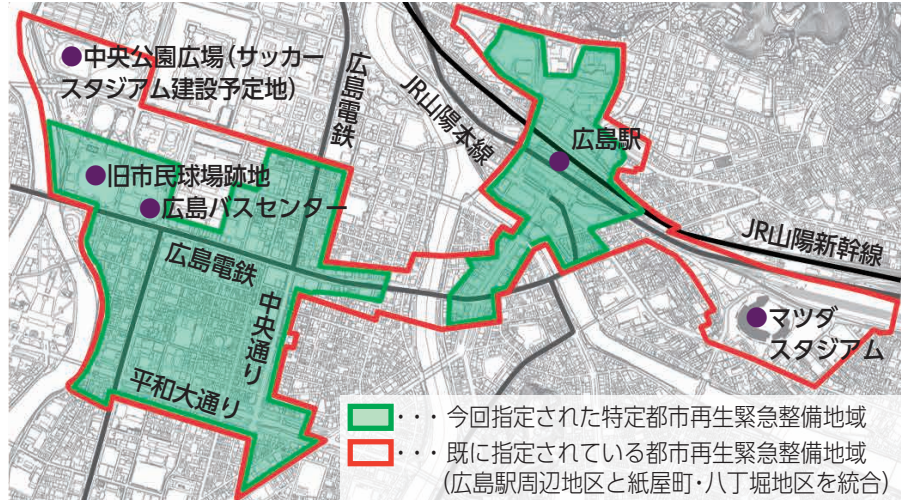 ●中央公園広場(サッカー
スタジアム建設予定地)
広島電鉄
JR山陽本線
●広島駅
●旧市民球場跡地
●広島バスセンター
広島電鉄
中央通り
平和大通り
JR山陽新幹線
●マツダ
スタジアム
・・・今回指定された特定都市再生緊急整備地域
・・・既に指定されている都市再生緊急整備地域
(広島駅周辺地区と紙屋町・八丁堀地区を統合)